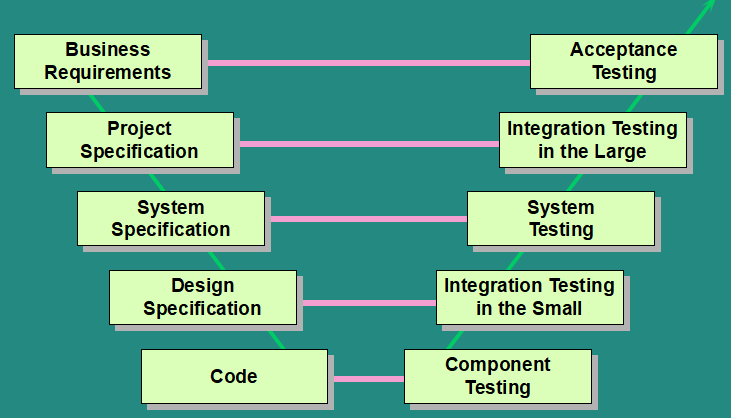 Business
Requirements
Acceptance
Testing
Project
Specification
Integration Testing
in the Large
System
Specification
System
Testing
Design
Specification
Integration Testing
in the Small
Code
Component
Testing